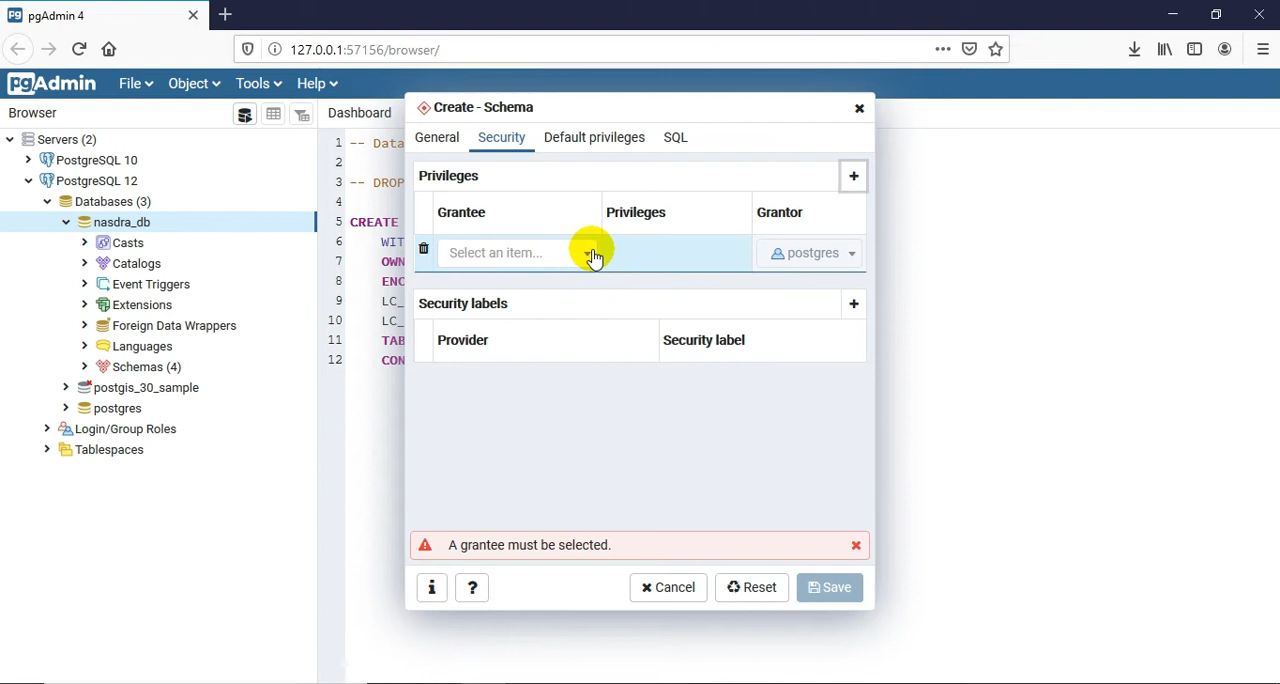 pgAdmin 4
127.0.0.1:57156/browser/
pgAdmin File Object Tools Help
Browser
Servers (2)
PostgreSQL 10
PostgreSQL 12
Databases (3)
nasdra_db
Casts
Catalogs
Event Triggers
Extensions
Foreign Data Wrappers
Languages
Schemas (4)
postgis_30_sample
postgres
Login/Group Roles
Tablespaces
Dashboard
1 -- Data
2
3 -- DROP
4
5 CREATE
6 WIT
7 OWN
8 ENC
9 LC_
10 LC_
11 TAB
12 CON
Create - Schema
General Security Default privileges SQL
Privileges
Grantee Privileges Grantor
Select an item... postgres
Security labels
Provider Security label
A grantee must be selected.
i ? Cancel Reset Save